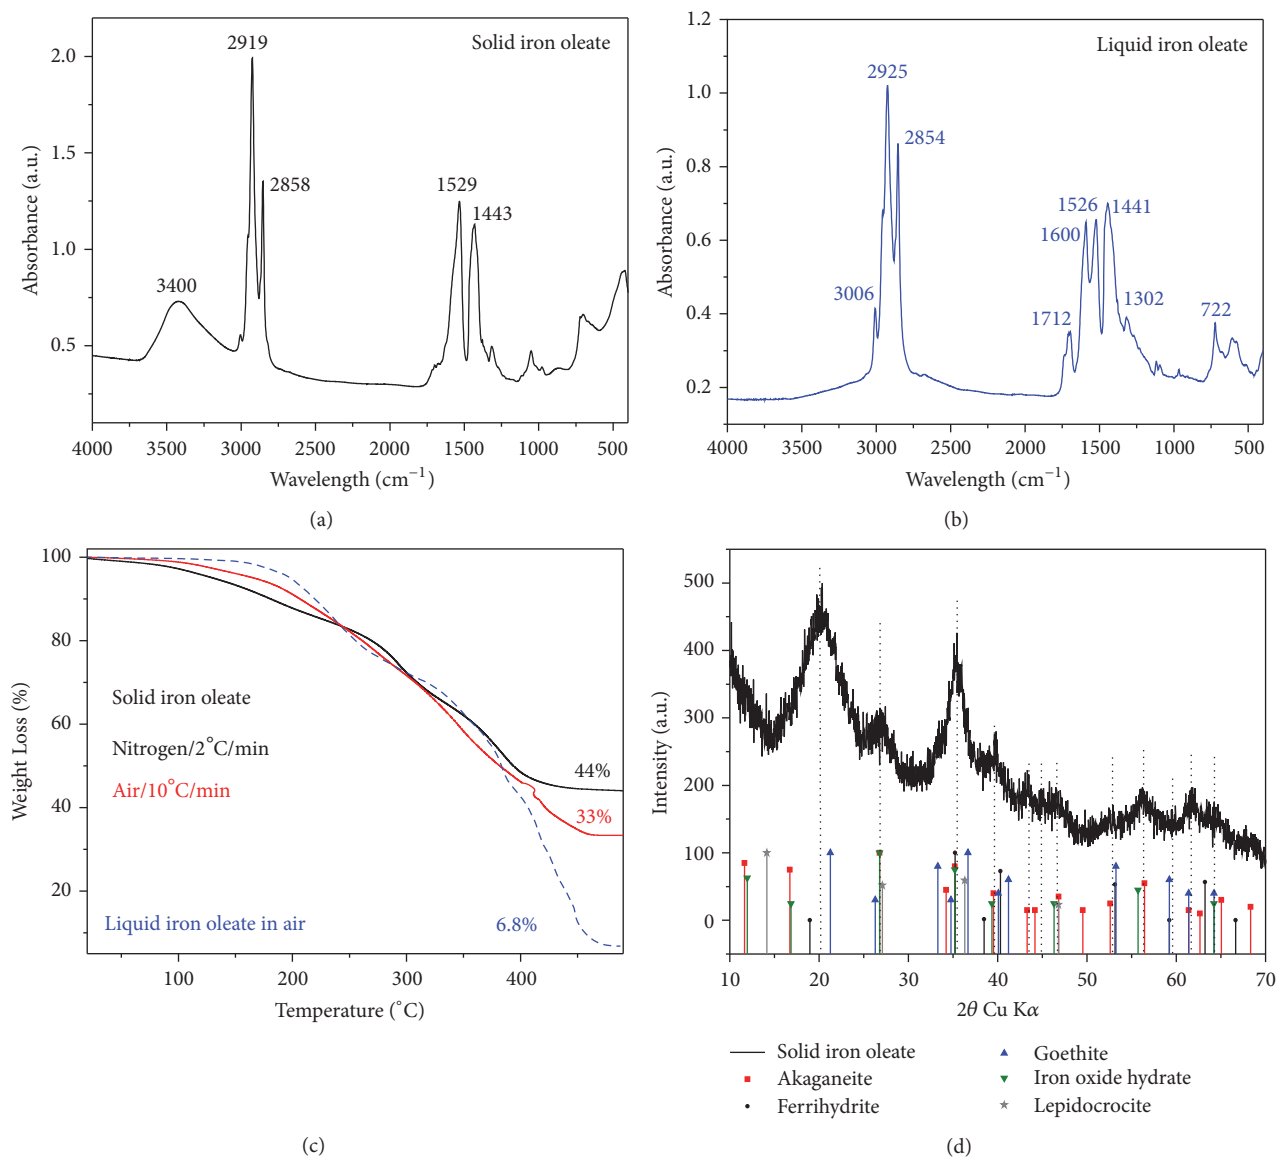 Solid iron oleate
2919
2858
3400
1529
1443
2.0
1.5
1.0
0.5
Absorbance (a.u.)
4000 3000 2500 2000 1500 1000 500
Wavelength (cm−1)
(a)
Liquid iron oleate
2925
2854
3006
1526
1441
1600
1712
1302
722
1.2
1.0
0.8
0.6
0.4
0.2
Absorbance (a.u.)
4000 3000 2500 2000 1500 1000 500
Wavelength (cm−1)
(b)
100
80
60
40
20
Weight Loss (%)
Solid iron oleate
Nitrogen/2°C/min
Air/10°C/min
44%
33%
Liquid iron oleate in air
6.8%
100 200 300 400
Temperature (°C)
(c)
500
400
300
200
100
0
Intensity (a.u.)
10 20 30 40 50 60 70
2θ Cu Kα
Solid iron oleate
Akaganeite
Ferrihydrite
Goethite
Iron oxide hydrate
Lepidocrocite
(d)